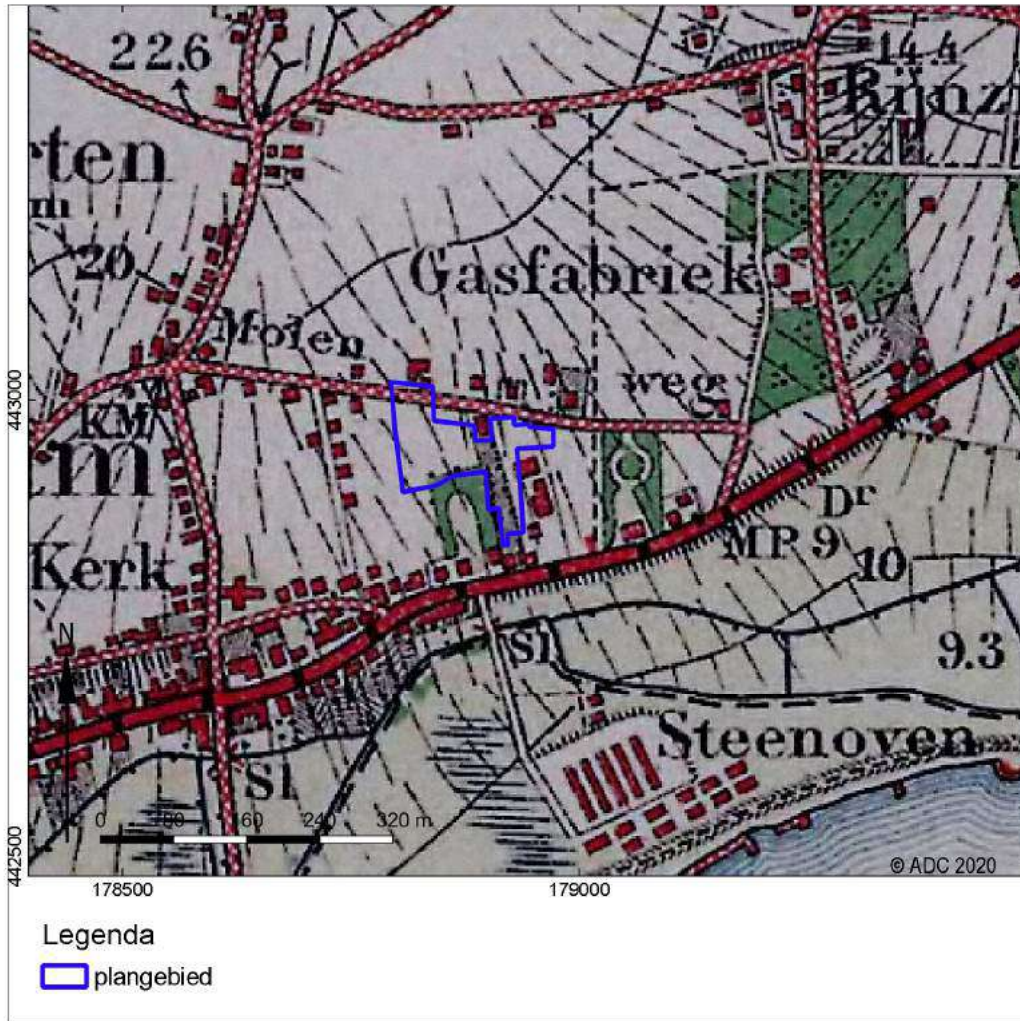 22.6
14.4
Rijnz
rten
m
20
Gasfabriek
Molen
weg
443000
KM
m
Dr
MP 9
10
Kerk
N
Sl
9.3
Steenoven
Sl
0 80 160 240 320 m
442500
© ADC 2020
178500 179000
Legenda
plangebied